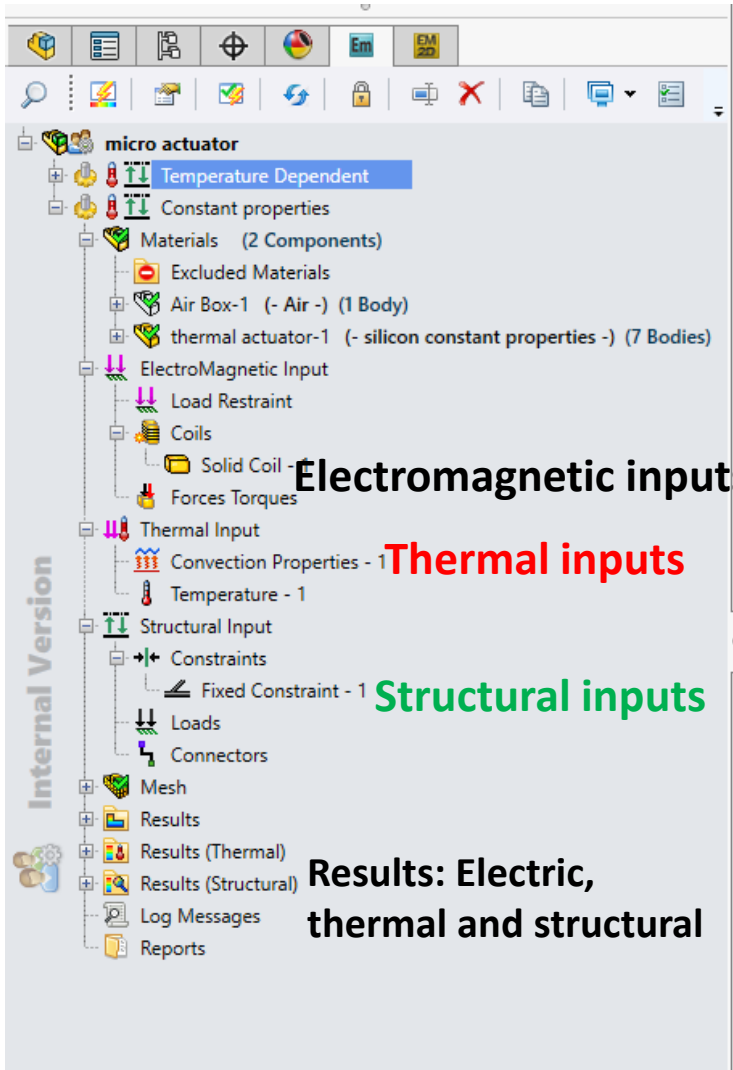 Em
EM
2D
micro actuator
Temperature Dependent
Constant properties
Materials (2 Components)
Excluded Materials
Air Box-1 (- Air -) (1 Body)
thermal actuator-1 (- silicon constant properties -) (7 Bodies)
ElectroMagnetic Input
Load Restraint
Coils
Solid Coil - 1
Electromagnetic input
Forces Torques
Thermal Input
Convection Properties - 1
Thermal inputs
Temperature - 1
Structural Input
Constraints
Fixed Constraint - 1
Structural inputs
Loads
Connectors
Mesh
Results
Results (Thermal)
Results (Structural)
Results: Electric,
thermal and structural
Log Messages
Reports
Internal Version